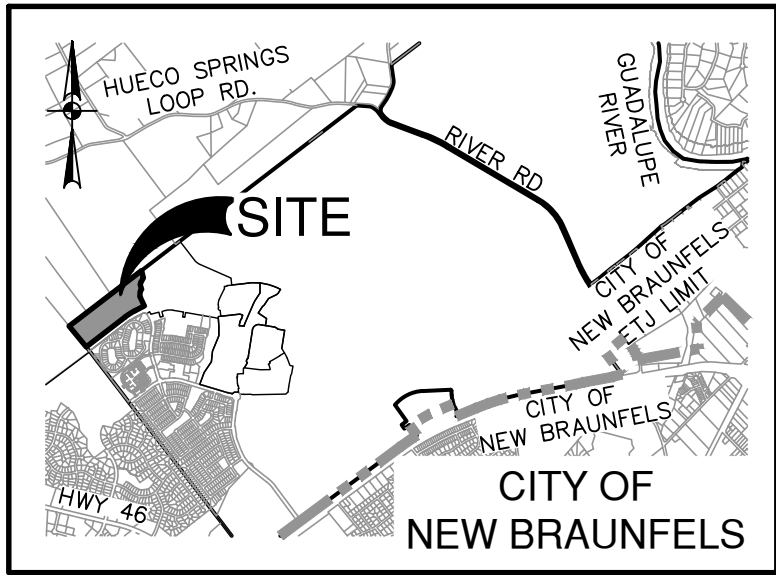 HUECO SPRINGS
LOOP RD.
GUADALUPE
RIVER
RIVER RD
SITE
CITY OF
NEW BRAUNFELS
ETJ LIMIT
CITY OF
NEW BRAUNFELS
HWY 46
CITY OF
NEW BRAUNFELS